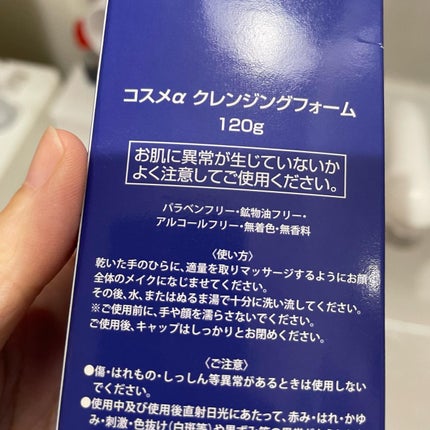 コスメα クレンジングフォーム
120g
お肌に異常が生じていないか
よく注意してご使用ください。
パラベンフリー・鉱物油フリー・
アルコールフリー・無着色・無香料
〈使い方〉
乾いた手のひらに、適量を取りマッサージするようにお顔
全体のメイクになじませてください。
その後、水、またはぬるま湯で十分に洗い流してください。
※ご使用前に、手や顔を濡らさないでください。
ご使用後、キャップはしっかりとお閉めください。
〈ご注意〉
●傷・はれもの・しっしん等異常があるときは使用しない
でください。
●使用中及び使用後直射日光にあたって、赤み・はれ・かゆ
み・刺激・色抜け(白斑等)や黒ずみ等の異常が